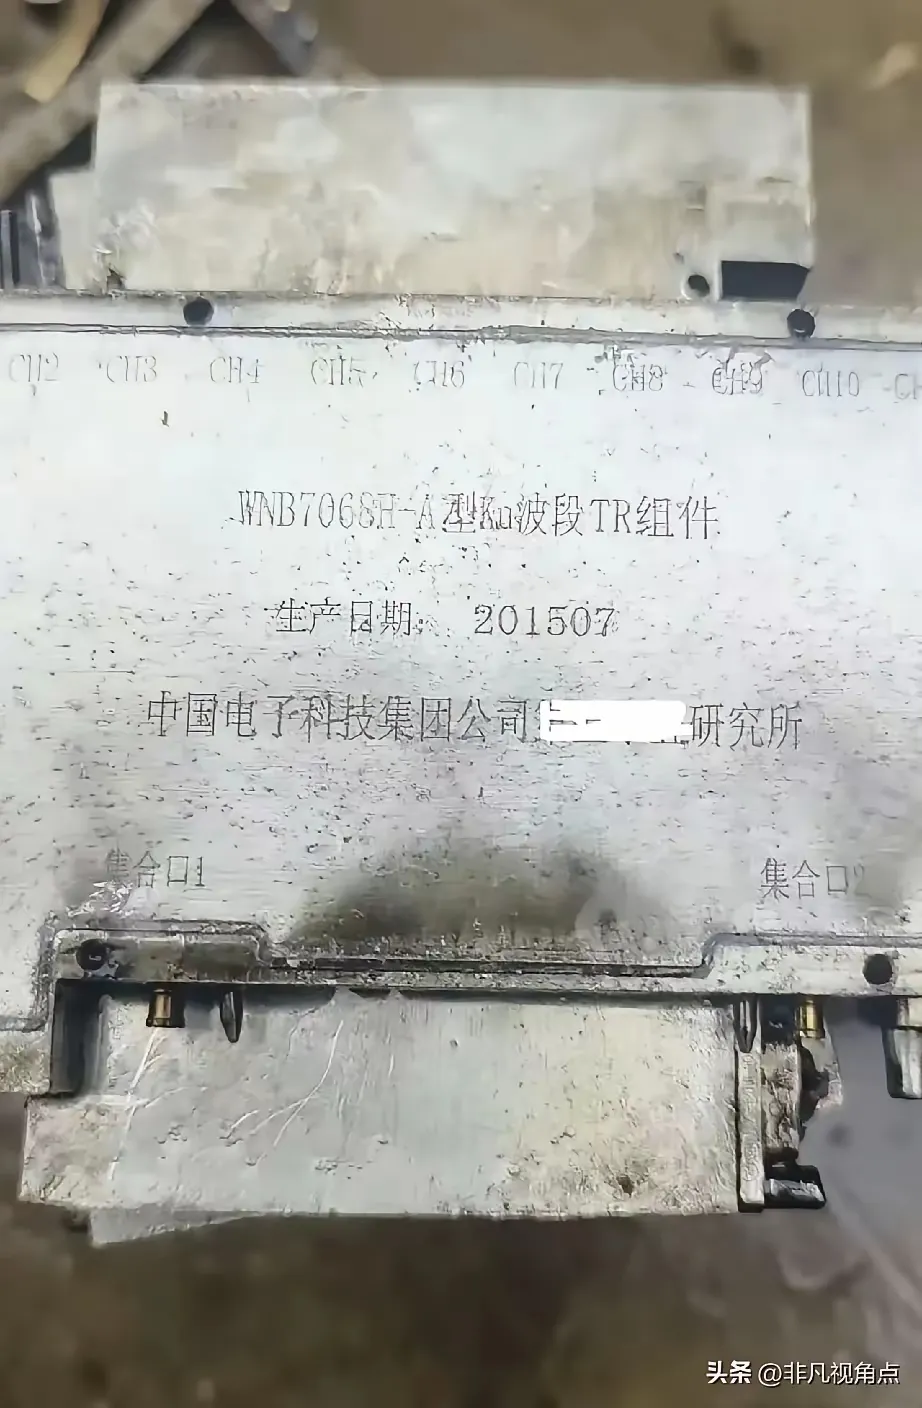 CH2 CH3 CH4 CH5 CH6 CH7 CH8 CH9 CH10
WNB7068H-A型Ku波段TR组件
生产日期: 201507
中国电子科技集团公司 研究所
集合口1 集合口2
头条 @非凡视角点